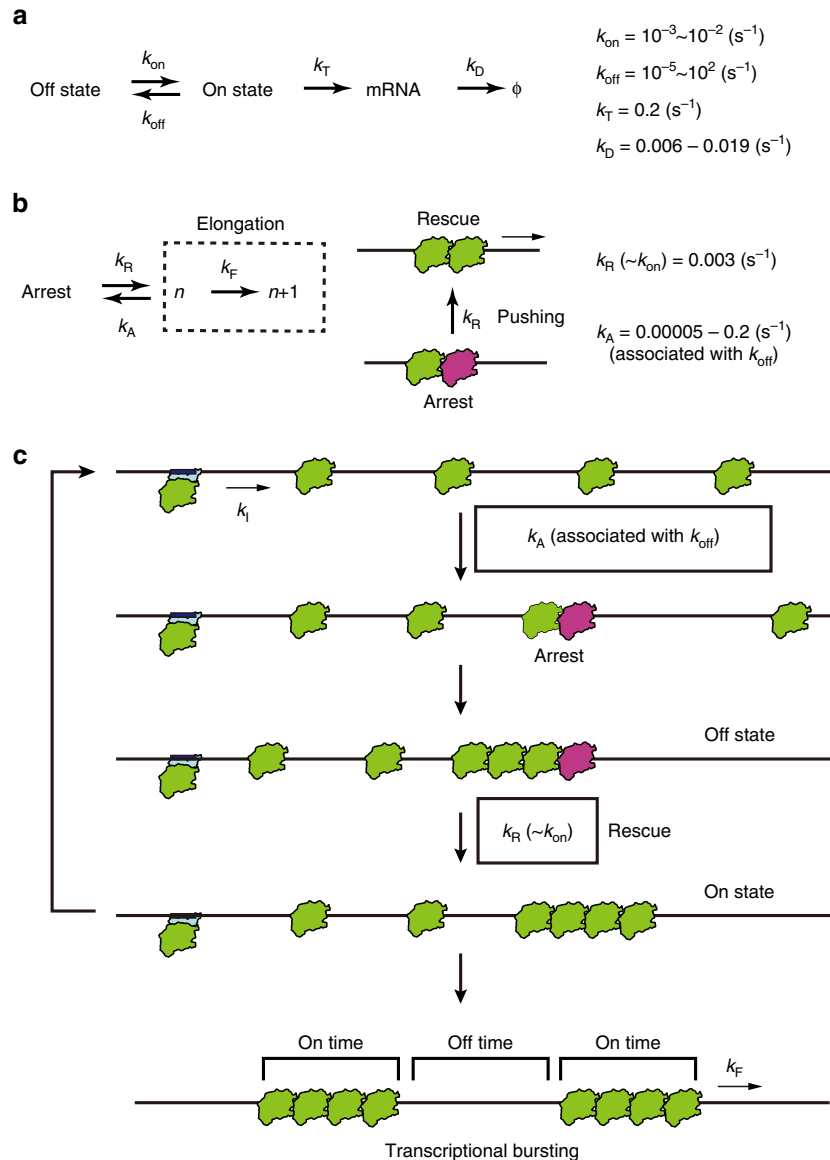 a
k_on = 10⁻³~10⁻² (s⁻¹)
k_on k_T k_D
Off state On state mRNA ϕ
k_off
k_off = 10⁻⁵~10² (s⁻¹)
k_T = 0.2 (s⁻¹)
k_D = 0.006 – 0.019 (s⁻¹)
b
Elongation
Arrest
k_R
k_A
n k_F n+1
Rescue
k_R Pushing
Arrest
k_R (~k_on) = 0.003 (s⁻¹)
k_A = 0.00005 – 0.2 (s⁻¹)
(associated with k_off)
c
k_I
k_A (associated with k_off)
Arrest
Off state
k_R (~k_on) Rescue
On state
On time Off time On time
k_F
Transcriptional bursting